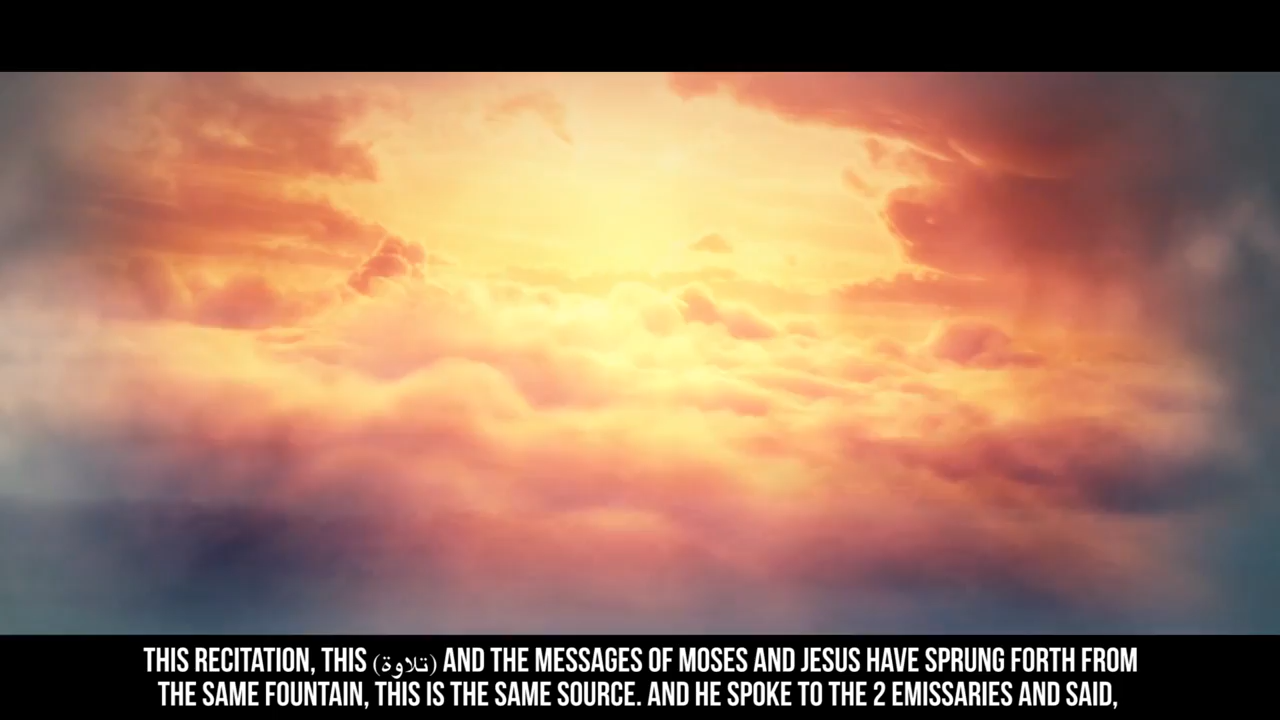 THIS RECITATION, THIS (تلاوة) AND THE MESSAGES OF MOSES AND JESUS HAVE SPRUNG FORTH FROM
THE SAME FOUNTAIN, THIS IS THE SAME SOURCE. AND HE SPOKE TO THE 2 EMISSARIES AND SAID,